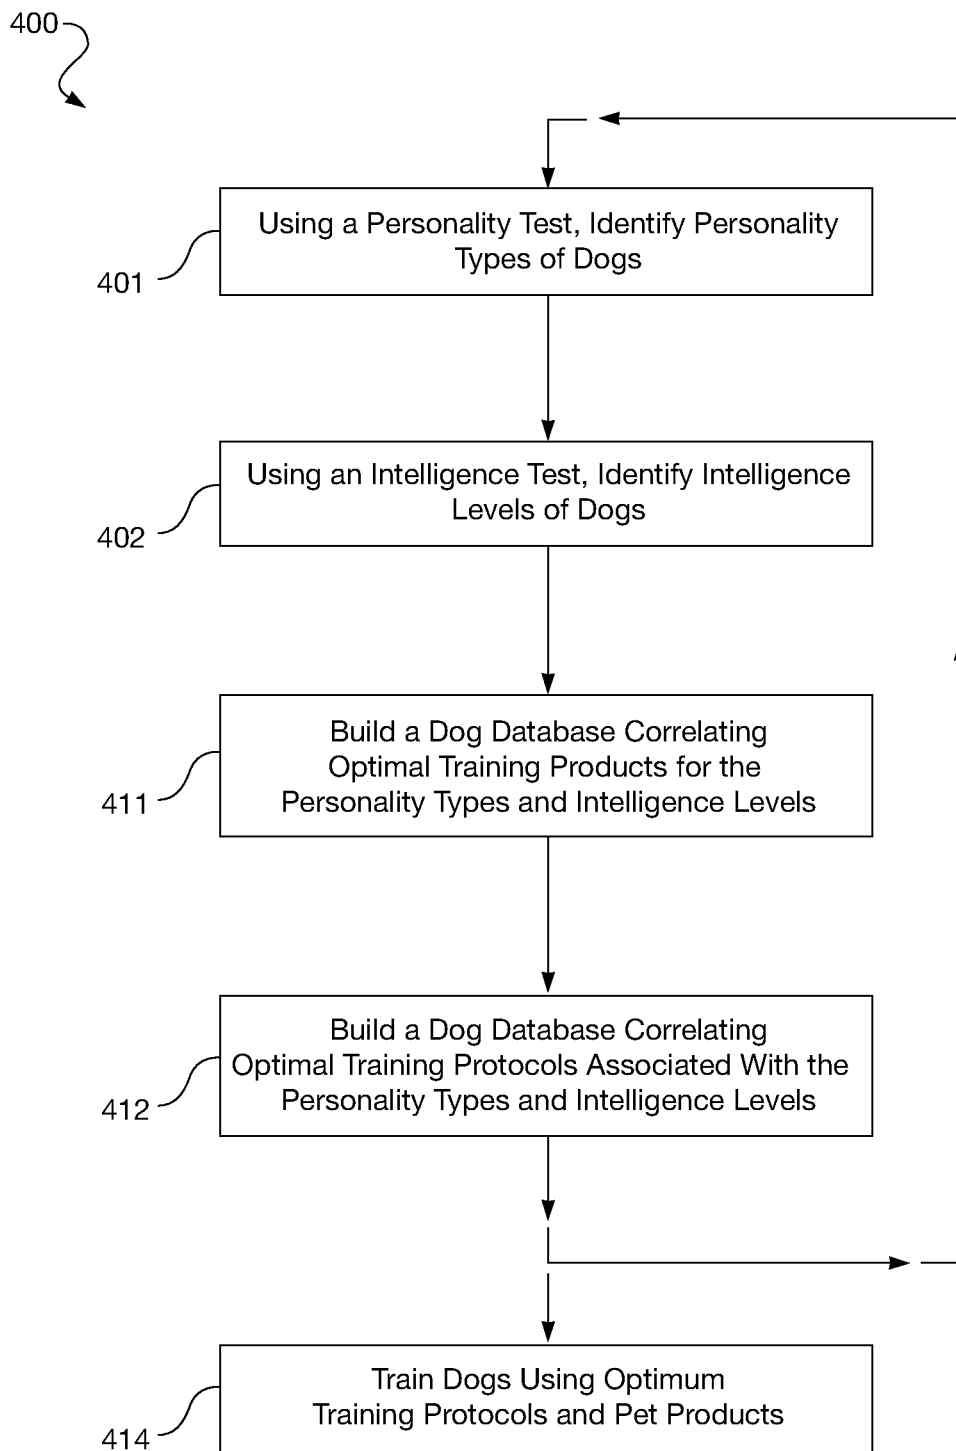 400
Using a Personality Test, Identify Personality
Types of Dogs
401
Using an Intelligence Test, Identify Intelligence
Levels of Dogs
402
Build a Dog Database Correlating
Optimal Training Products for the
Personality Types and Intelligence Levels
411
Build a Dog Database Correlating
Optimal Training Protocols Associated With the
Personality Types and Intelligence Levels
412
Train Dogs Using Optimum
Training Protocols and Pet Products
414